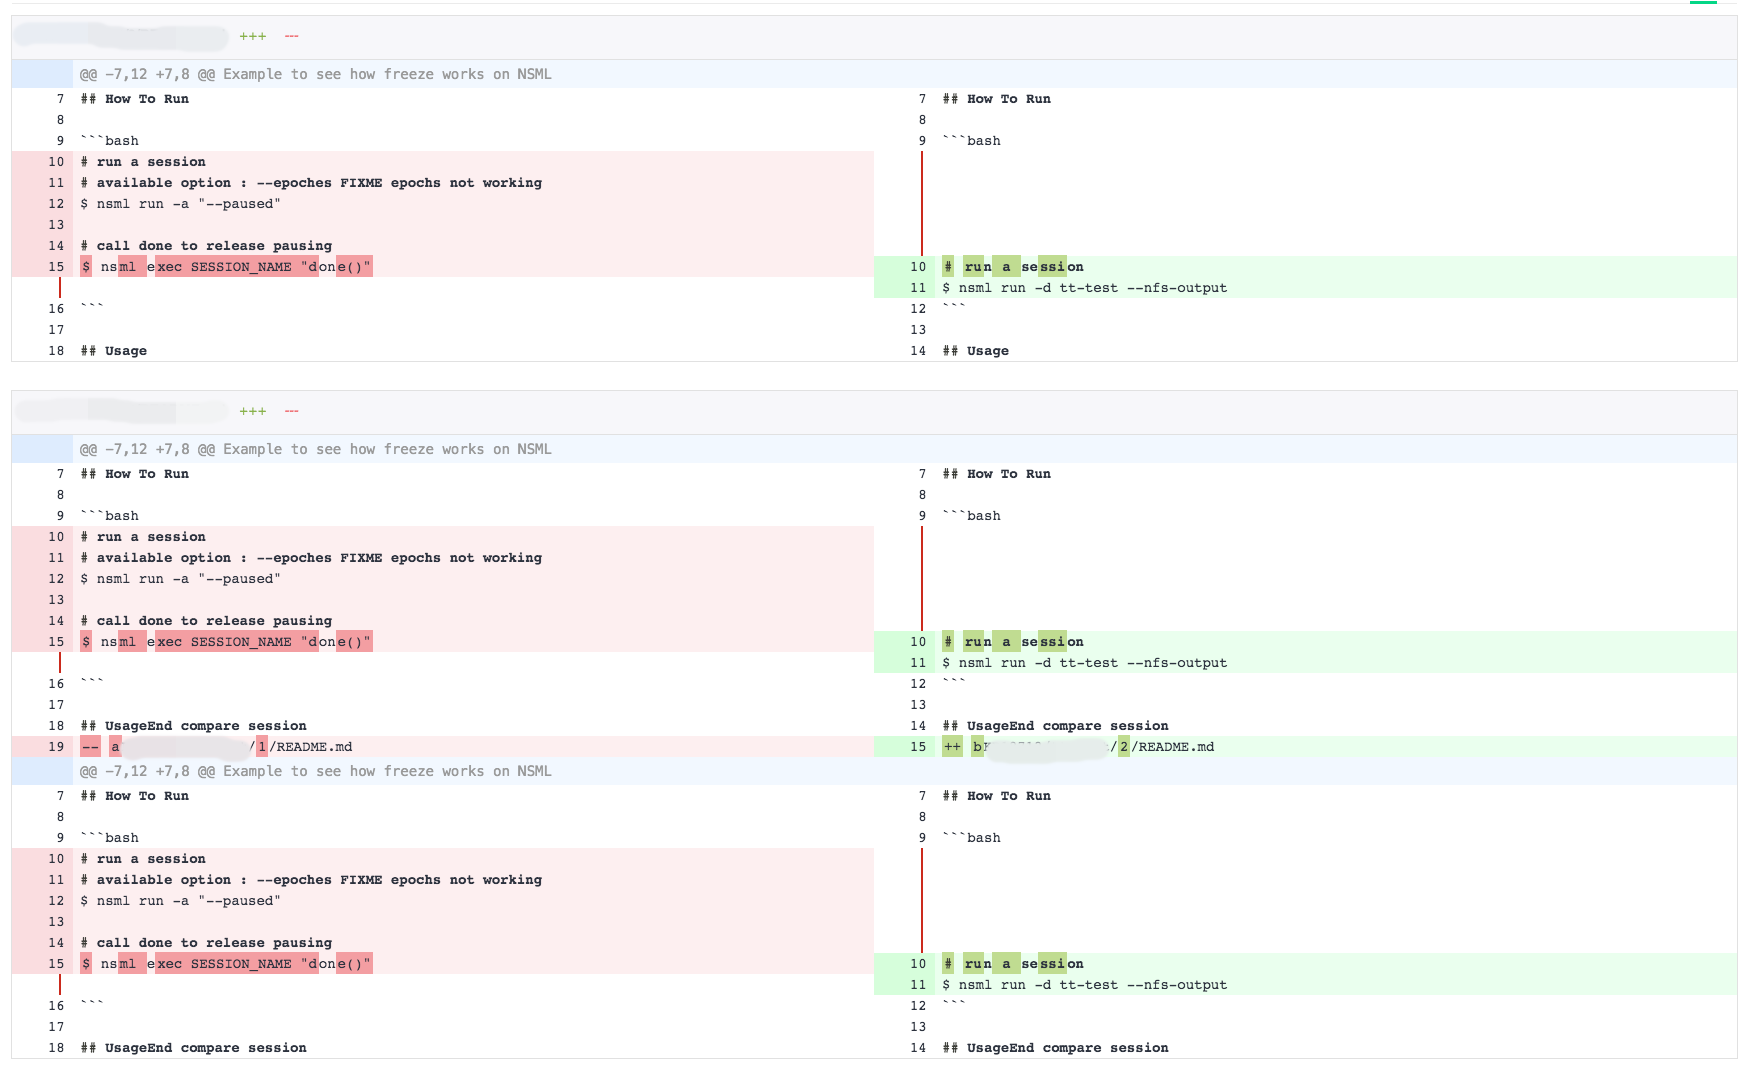 +++ ---
@@ -7,12 +7,8 @@ Example to see how freeze works on NSML
7 ## How To Run 7 ## How To Run
8 8
9 ```bash 9 ```bash
10 # run a session
11 # available option : --epoches FIXME epochs not working
12 $ nsml run -a "--paused"
13
14 # call done to release pausing
15 $ nsml exec SESSION_NAME "done()" 10 # run a session
11 $ nsml run -d tt-test --nfs-output
16 ``` 12 ```
17 13
18 ## Usage 14 ## Usage
+++ ---
@@ -7,12 +7,8 @@ Example to see how freeze works on NSML
7 ## How To Run 7 ## How To Run
8 8
9 ```bash 9 ```bash
10 # run a session
11 # available option : --epoches FIXME epochs not working
12 $ nsml run -a "--paused"
13
14 # call done to release pausing
15 $ nsml exec SESSION_NAME "done()" 10 # run a session
11 $ nsml run -d tt-test --nfs-output
16 ``` 12 ```
17 13
18 ## UsageEnd compare session 14 ## UsageEnd compare session
19 -- a /1/README.md 15 ++ b /2/README.md
@@ -7,12 +7,8 @@ Example to see how freeze works on NSML
7 ## How To Run 7 ## How To Run
8 8
9 ```bash 9 ```bash
10 # run a session
11 # available option : --epoches FIXME epochs not working
12 $ nsml run -a "--paused"
13
14 # call done to release pausing
15 $ nsml exec SESSION_NAME "done()" 10 # run a session
11 $ nsml run -d tt-test --nfs-output
16 ``` 12 ```
17 13
18 ## UsageEnd compare session 14 ## UsageEnd compare session